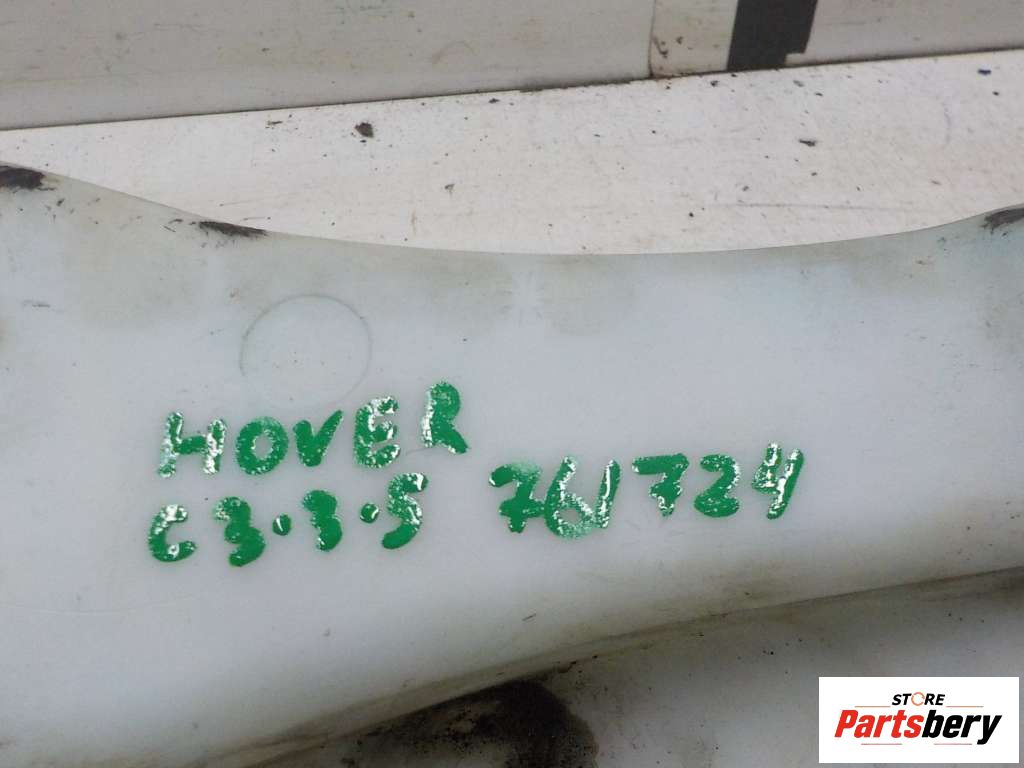 HOVER
C3.3.5 761724
STORE
Partsbery